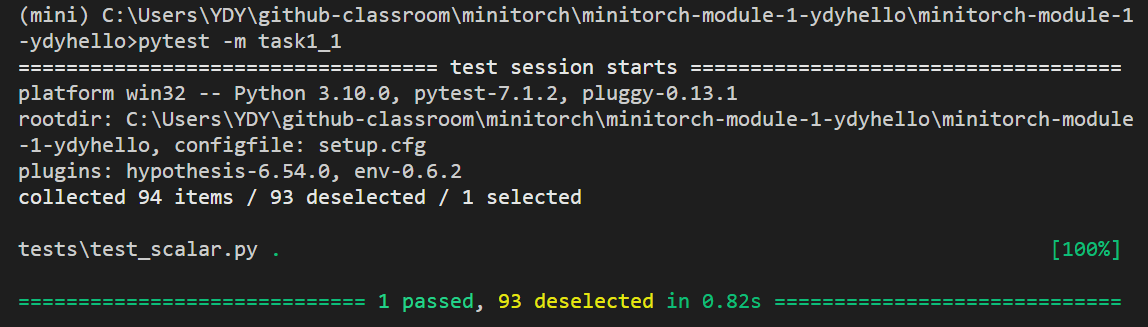 (mini) C:\Users\YDY\github-classroom\minitorch\minitorch-module-1-ydyhello\minitorch-module-1
-ydyhello>pytest -m task1_1
=================================== test session starts ====================================
platform win32 -- Python 3.10.0, pytest-7.1.2, pluggy-0.13.1
rootdir: C:\Users\YDY\github-classroom\minitorch\minitorch-module-1-ydyhello\minitorch-module
-1-ydyhello, configfile: setup.cfg
plugins: hypothesis-6.54.0, env-0.6.2
collected 94 items / 93 deselected / 1 selected
tests\test_scalar.py . [100%]
============================= 1 passed, 93 deselected in 0.82s =============================